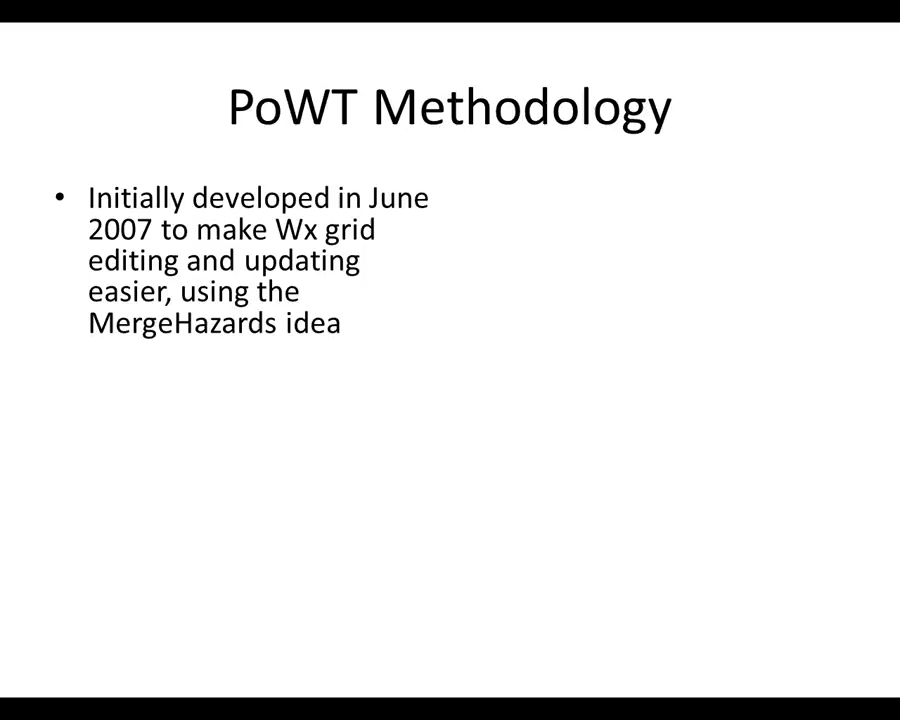 PoWT Methodology
• Initially developed in June
2007 to make Wx grid
editing and updating
easier, using the
MergeHazards idea